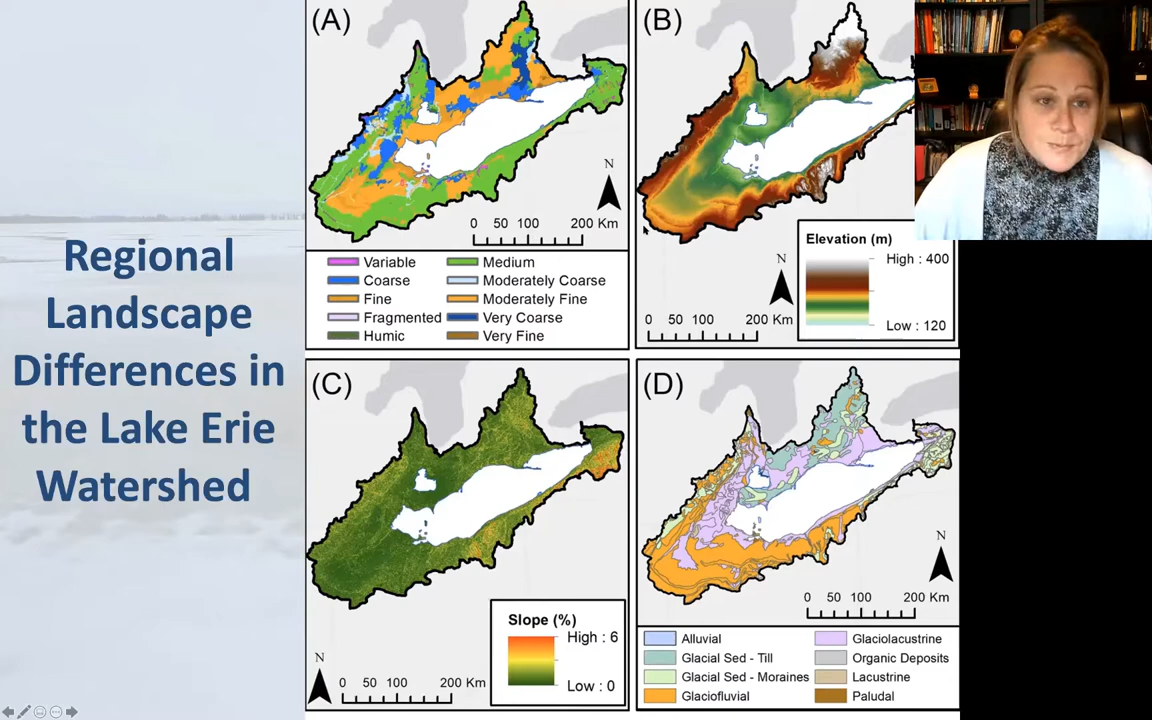 Regional
Landscape
Differences in
the Lake Erie
Watershed
(A)
N
0 50 100 200 Km
Variable
Coarse
Fine
Fragmented
Humic
Medium
Moderately Coarse
Moderately Fine
Very Coarse
Very Fine
(B)
N
0 50 100 200 Km
Elevation (m)
High : 400
Low : 120
(C)
N
0 50 100 200 Km
Slope (%)
High : 6
Low : 0
(D)
N
0 50 100 200 Km
Alluvial
Glacial Sed - Till
Glacial Sed - Moraines
Glaciofluvial
Glaciolacustrine
Organic Deposits
Lacustrine
Paludal